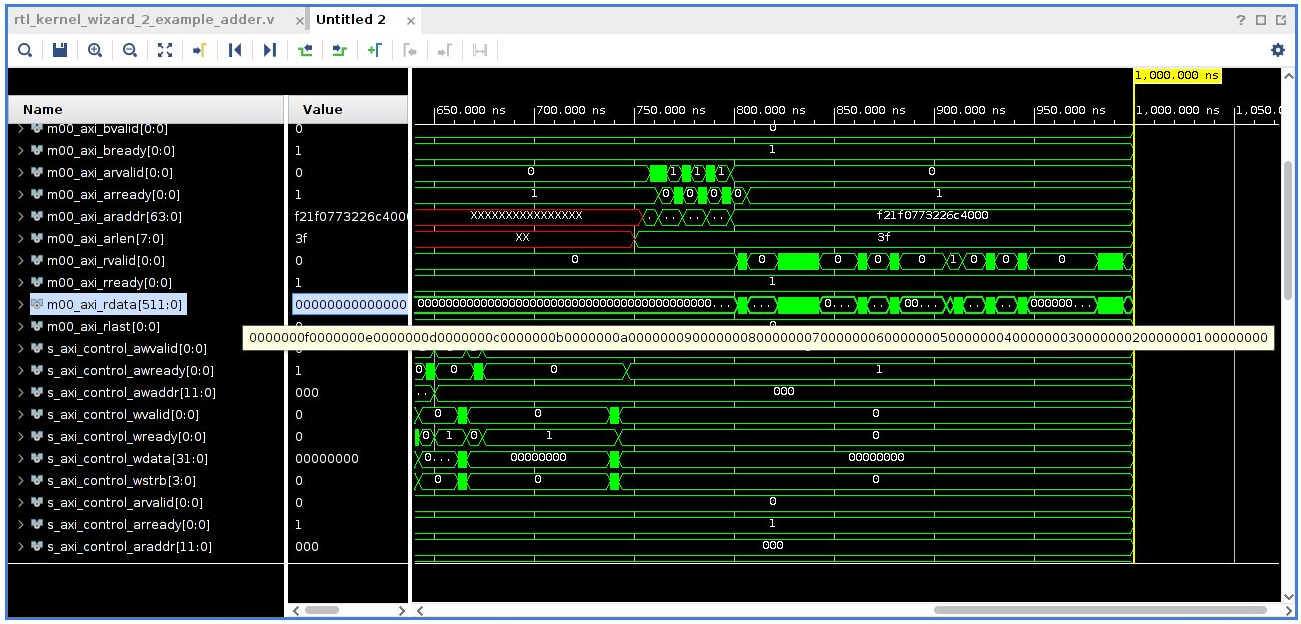 rtl_kernel_wizard_2_example_adder.v × Untitled 2 × ?
1,000.000 ns
Name Value 650.000 ns 700.000 ns 750.000 ns 800.000 ns 850.000 ns 900.000 ns 950.000 ns 1,000.000 ns 1,050.0
m00_axi_bvalid[0:0] 0 0
m00_axi_bready[0:0] 1 1
m00_axi_arvalid[0:0] 0 0 1 1 1 0
m00_axi_arready[0:0] 1 1 0 0 0 0 1
m00_axi_araddr[63:0] f21f0773226c4000 XXXXXXXXXXXXXXXX .. ... ... ... f21f0773226c4000
m00_axi_arlen[7:0] 3f XX 3f
m00_axi_rvalid[0:0] 0 0 0 0 0 0 1 0 0 0
m00_axi_rready[0:0] 1 1
m00_axi_rdata[511:0] 00000000000000 ... ... 0... ... 00... ... ... 000000...
m00_axi_rlast[0:0] 0
0000000f0000000e0000000d0000000c0000000b0000000a00000009000000080000000700000006000000050000000400000003000000020000000100000000
s_axi_control_awvalid[0:0]
s_axi_control_awready[0:0] 1 0 0 0 1
s_axi_control_awaddr[11:0] 000 .. 000
s_axi_control_wvalid[0:0] 0 0 0 0
s_axi_control_wready[0:0] 0 0 1 0 1 0
s_axi_control_wdata[31:0] 00000000 0... 00000000 00000000
s_axi_control_wstrb[3:0] 0 0 0 0
s_axi_control_arvalid[0:0] 0 0
s_axi_control_arready[0:0] 1 1
s_axi_control_araddr[11:0] 000 000